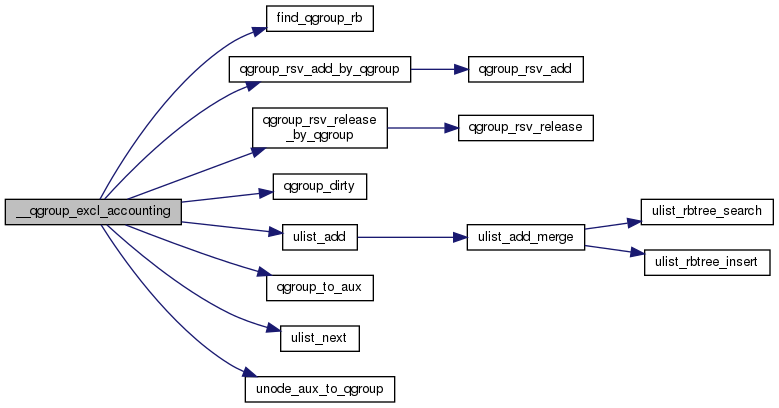 find_qgroup_rb
qgroup_rsv_add_by_qgroup
qgroup_rsv_add
qgroup_rsv_release
_by_qgroup
qgroup_rsv_release
qgroup_dirty
__qgroup_excl_accounting
ulist_add
ulist_add_merge
ulist_rbtree_search
ulist_rbtree_insert
qgroup_to_aux
ulist_next
unode_aux_to_qgroup